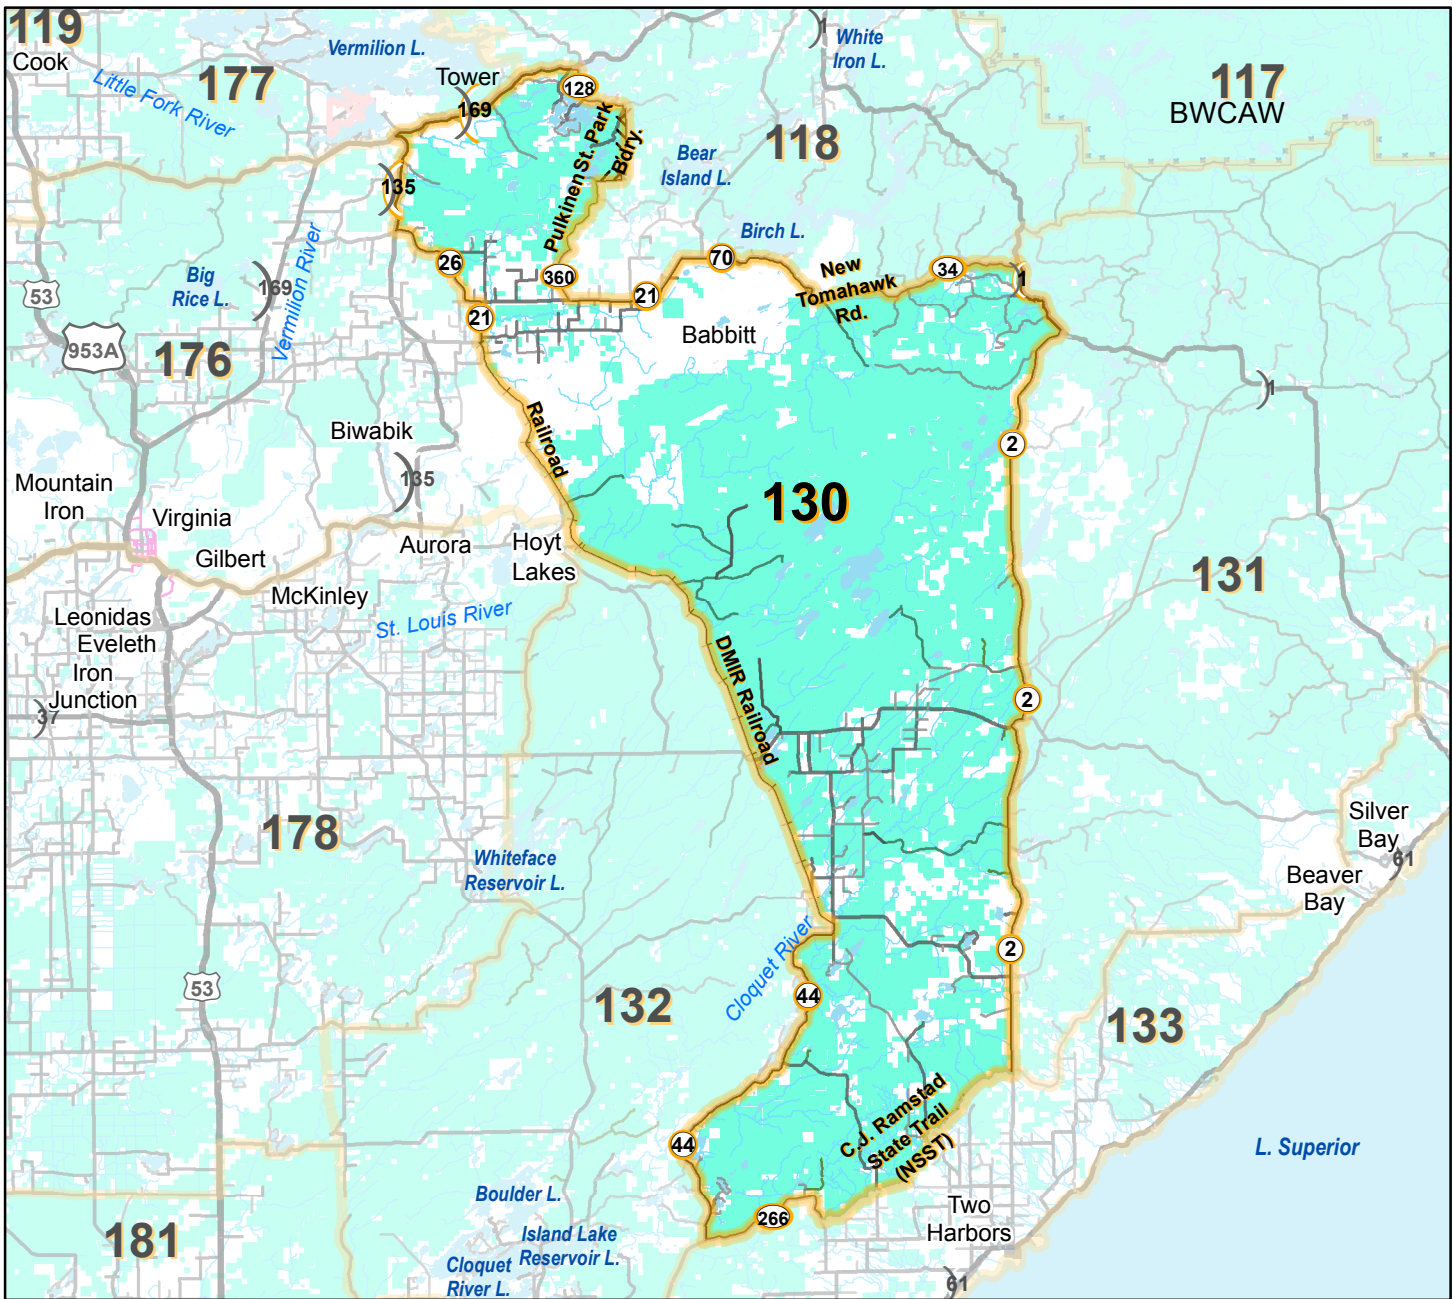 119
Cook
Vermilion L.
1
White
Iron L.
177
Little Fork River
Tower
169
128
117
BWCAW
118
Pulkinen St. Park
Bdry.
Bear
Island L.
135
Birch L.
26
360
70
New
Tomahawk
Rd.
34
1
Big
Rice L.
169
Vermilion River
53
21
21
Babbitt
953A
176
1
Biwabik
Railroad
2
135
Mountain
Iron
Virginia
130
Gilbert
Aurora
Hoyt
Lakes
131
McKinley
St. Louis River
Leonidas
Eveleth
Iron
Junction
37
DMIR Railroad
2
178
Silver
Bay
61
Whiteface
Reservoir L.
Beaver
Bay
Cloquet River
2
53
132
44
133
C.J. Ramstad
State Trail
(NSST)
44
L. Superior
Boulder L.
266
Two
Harbors
181
Island Lake
Reservoir L.
Cloquet
River L.
61